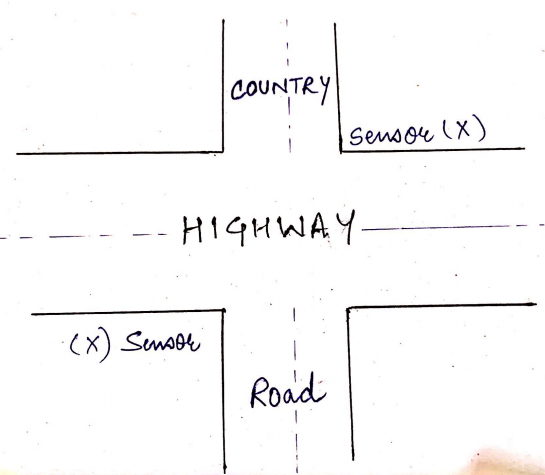 COUNTRY
Sensor (X)
HIGHWAY
(X) Sensor
Road